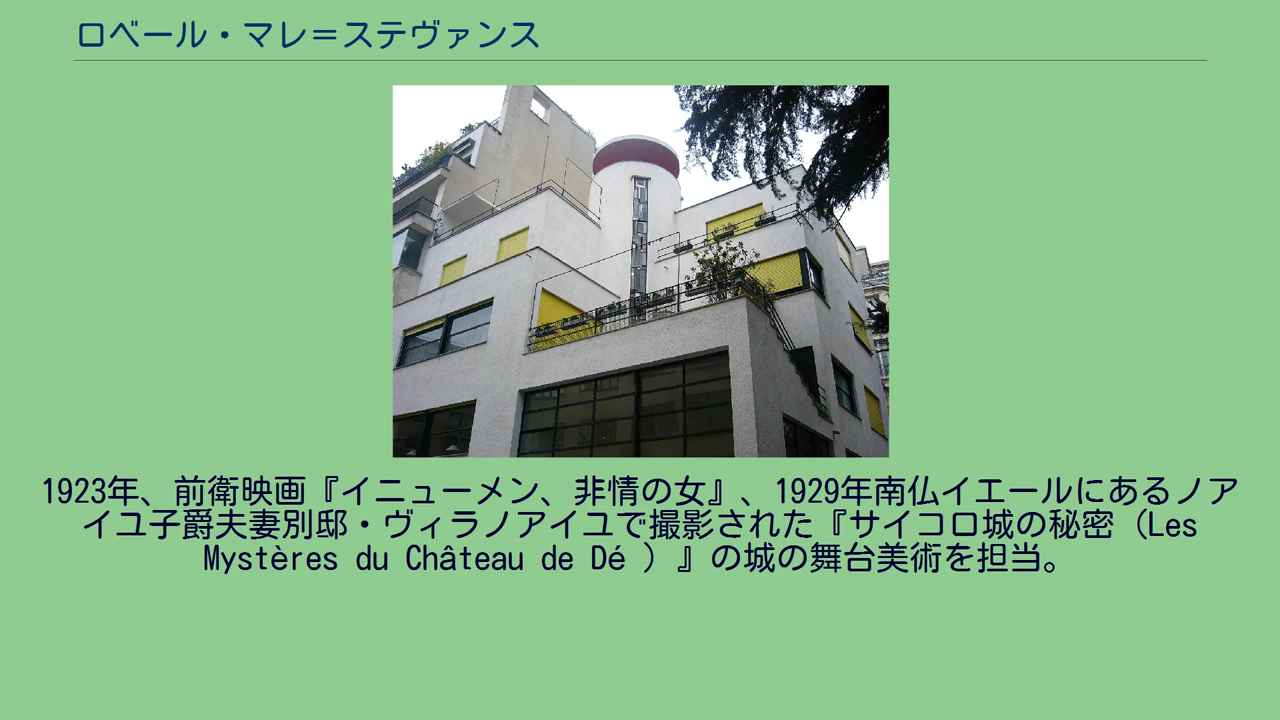 ロベール・マレ＝ステヴァンス
1923年、前衛映画『イニューメン、非情の女』、1929年南仏イエールにあるノア
イユ子爵夫妻別邸・ヴィラノアイユで撮影された『サイコロ城の秘密（Les
Mystères du Château de Dé ）』の城の舞台美術を担当。